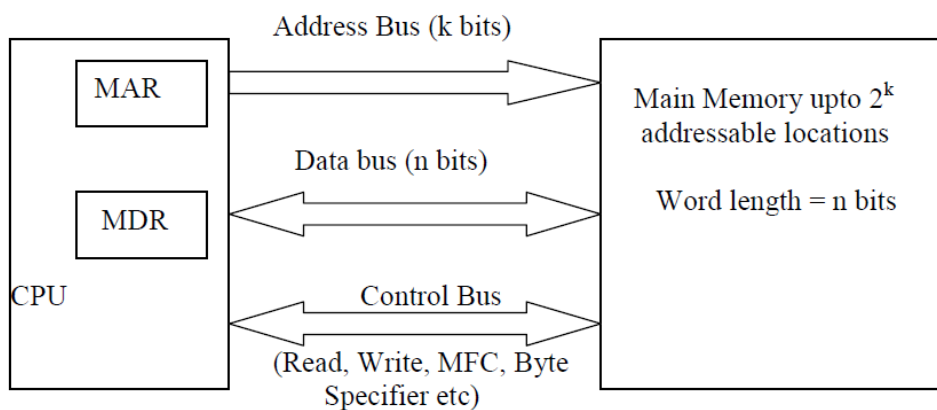 Address Bus (k bits)
MAR
Main Memory upto 2^k
addressable locations
Data bus (n bits)
Word length = n bits
MDR
CPU
Control Bus
(Read, Write, MFC, Byte
Specifier etc)